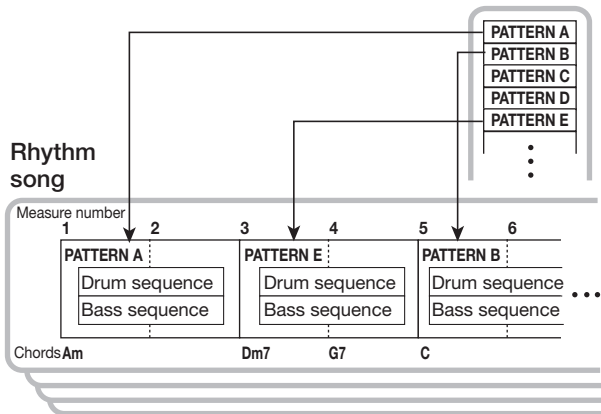 PATTERN A
PATTERN B
PATTERN C
PATTERN D
PATTERN E
Rhythm
song
Measure number
1 2 3 4 5 6
PATTERN A PATTERN E PATTERN B
Drum sequence Drum sequence Drum sequence
Bass sequence Bass sequence Bass sequence
Chords Am Dm7 G7 C